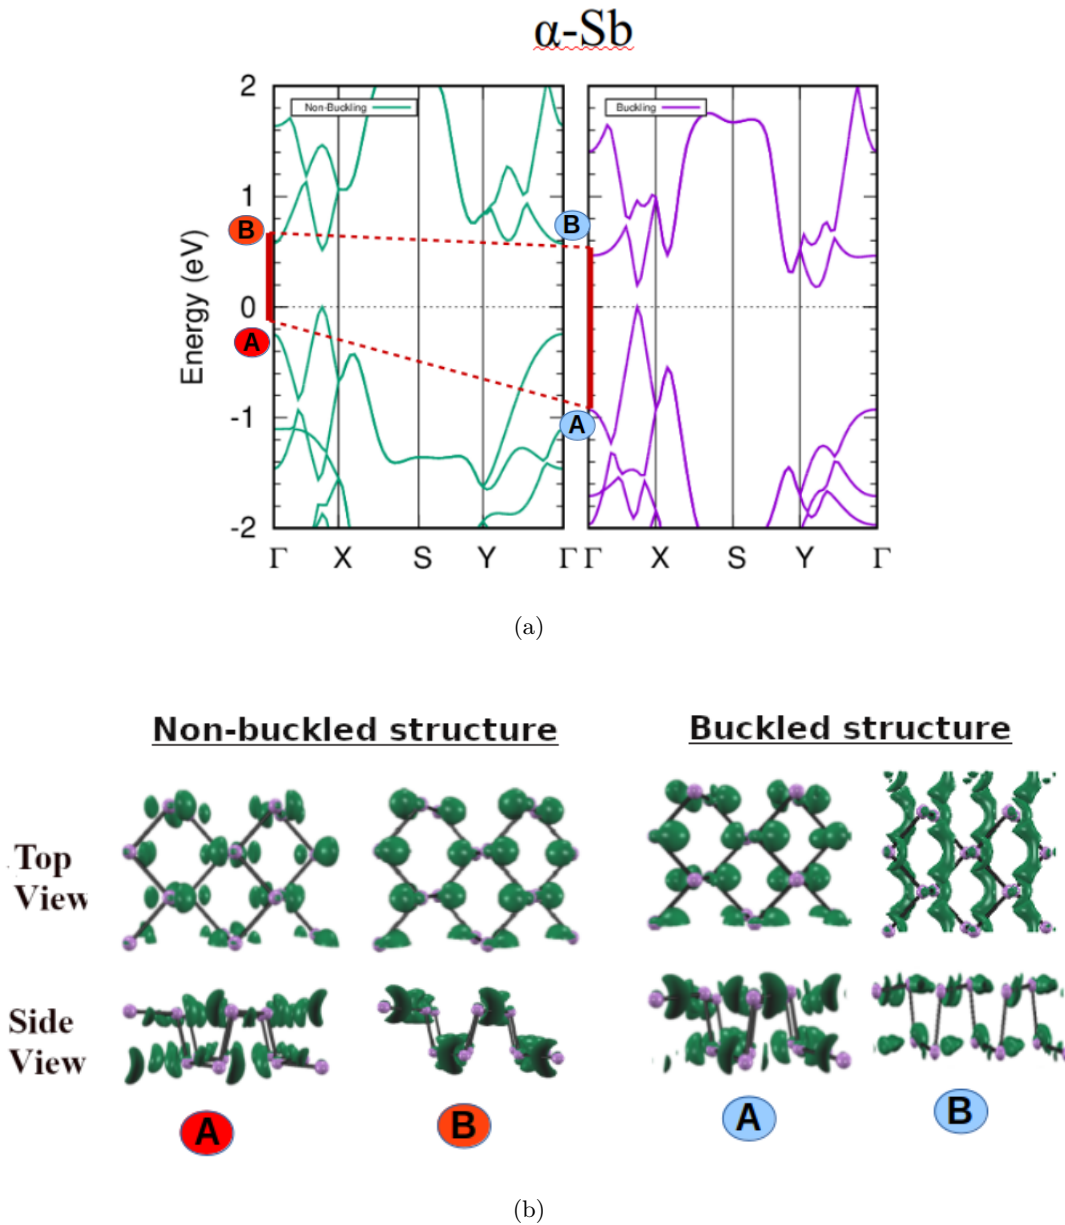 α-Sb
Non-Buckling
Buckling
2
1
0
-1
-2
Energy (eV)
B
A
B
A
Γ X S Y Γ
Γ X S Y Γ
(a)
Non-buckled structure
Buckled structure
Top
View
Side
View
A
B
A
B
(b)